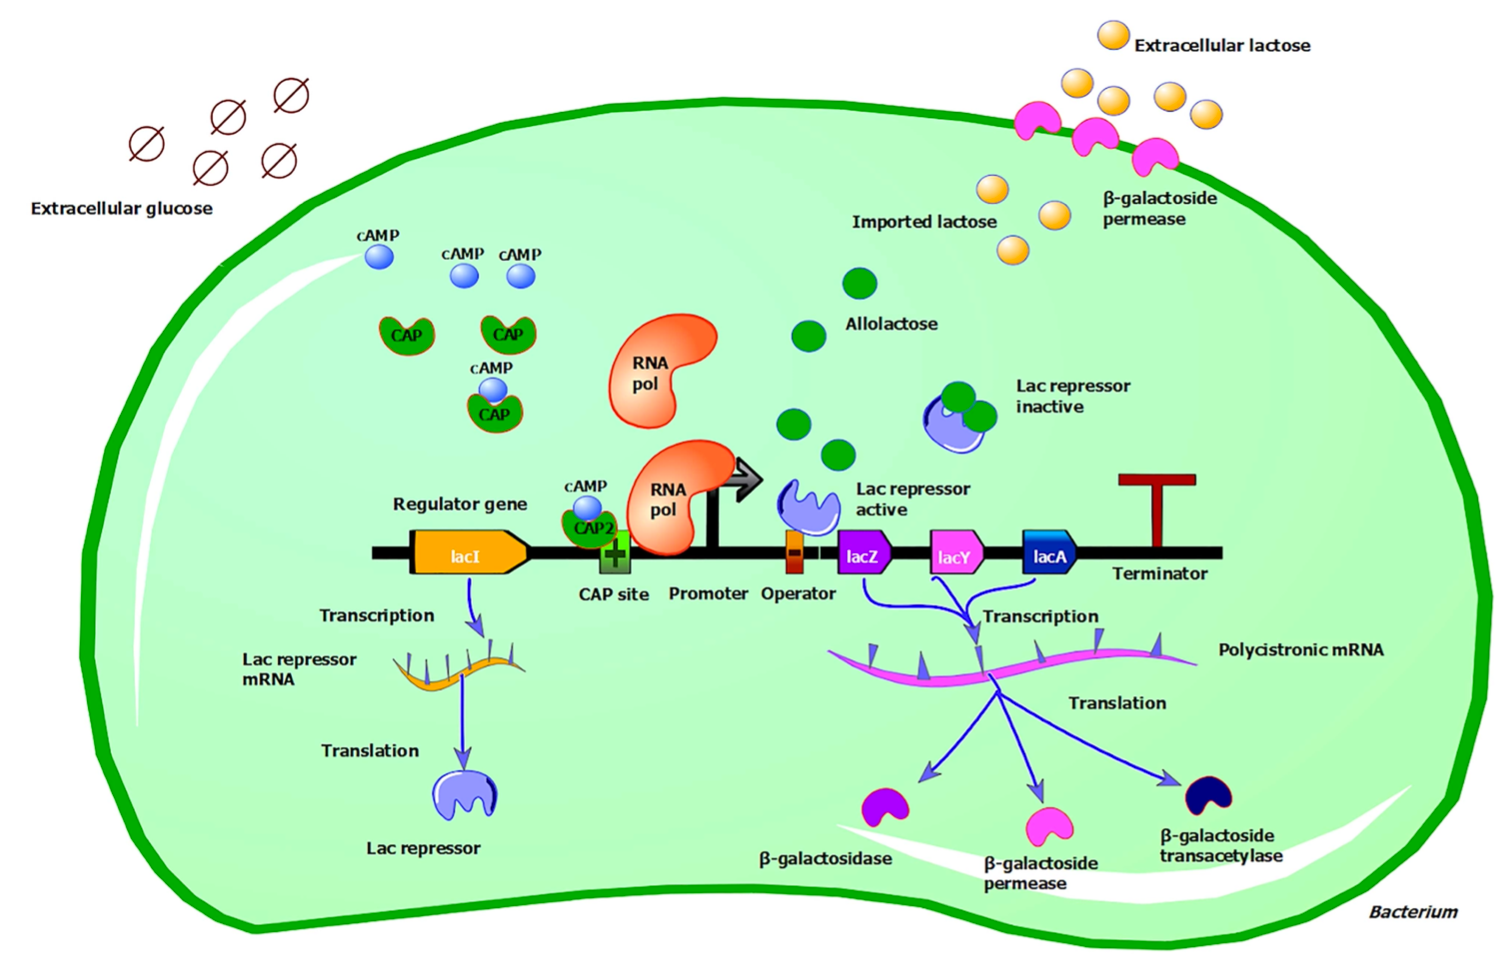 Extracellular lactose
Extracellular glucose
β-galactoside
permease
Imported lactose
cAMP
cAMP
cAMP
CAP
CAP
cAMP
CAP
RNA
pol
Allolactose
Lac repressor
inactive
Regulator gene
cAMP
CAP2
RNA
pol
Lac repressor
active
lacI
+
-
lacZ
lacY
lacA
CAP site
Promoter
Operator
Terminator
Transcription
Transcription
Lac repressor
mRNA
Polycistronic mRNA
Translation
Translation
Lac repressor
β-galactosidase
β-galactoside
permease
β-galactoside
transacetylase
Bacterium